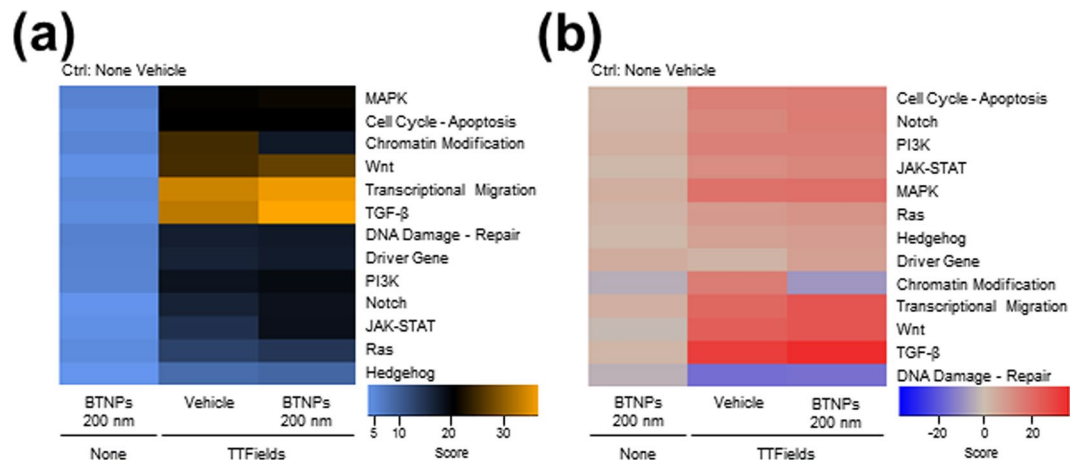 (a)
Ctrl: None Vehicle
MAPK
Cell Cycle - Apoptosis
Chromatin Modification
Wnt
Transcriptional Migration
TGF-β
DNA Damage - Repair
Driver Gene
PI3K
Notch
JAK-STAT
Ras
Hedgehog
BTNPs
200 nm
Vehicle
BTNPs
200 nm
None
TTFields
5 10 20 30
Score
(b)
Ctrl: None Vehicle
Cell Cycle - Apoptosis
Notch
PI3K
JAK-STAT
MAPK
Ras
Hedgehog
Driver Gene
Chromatin Modification
Transcriptional Migration
Wnt
TGF-β
DNA Damage - Repair
BTNPs
200 nm
Vehicle
BTNPs
200 nm
None
TTFields
-20 0 20
Score